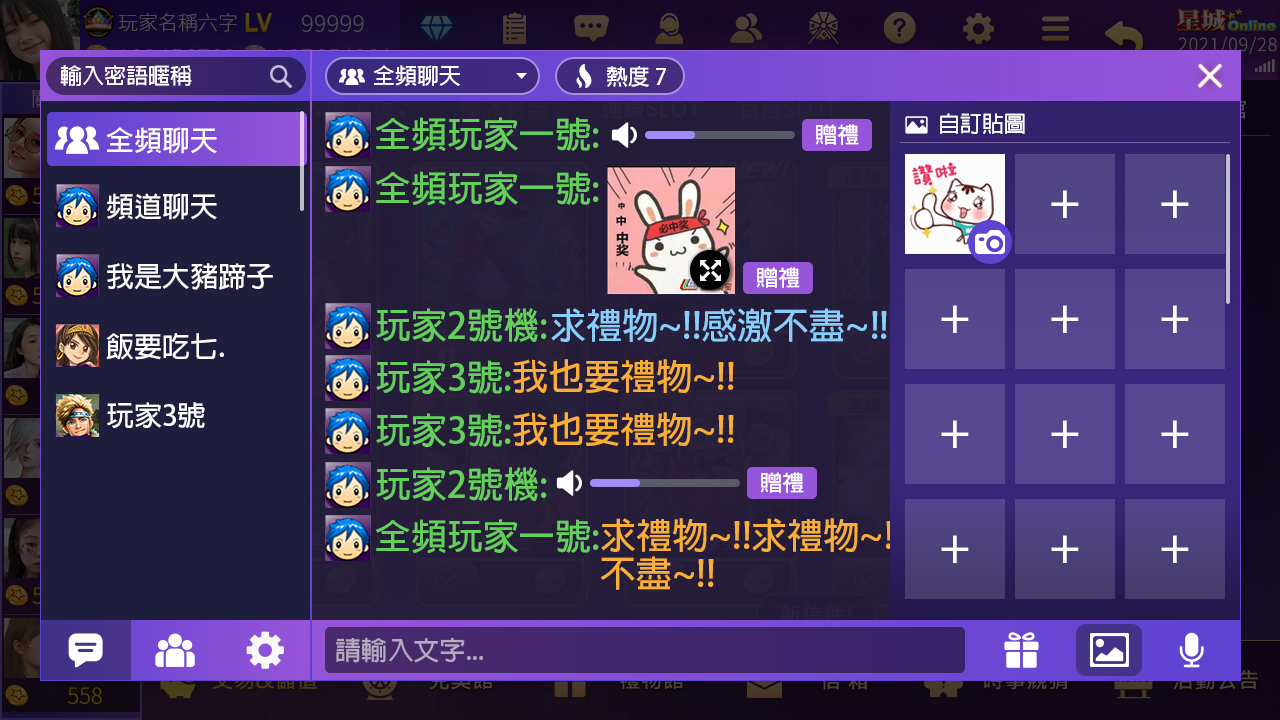 玩家名稱六字 LV 99999
星城Online
2021/09/28
輸入密語暱稱
全頻聊天
熱度 7
全頻聊天
頻道聊天
我是大豬蹄子
飯要吃七.
玩家3號
全頻玩家一號:
贈禮
全頻玩家一號:
中
中
中奖
!!!
必中奖
贈禮
玩家2號機:求禮物~!!感激不盡~!!
玩家3號:我也要禮物~!!
玩家3號:我也要禮物~!!
玩家2號機:
贈禮
全頻玩家一號:求禮物~!!求禮物~!
不盡~!!
自訂貼圖
讚啦
請輸入文字...
558